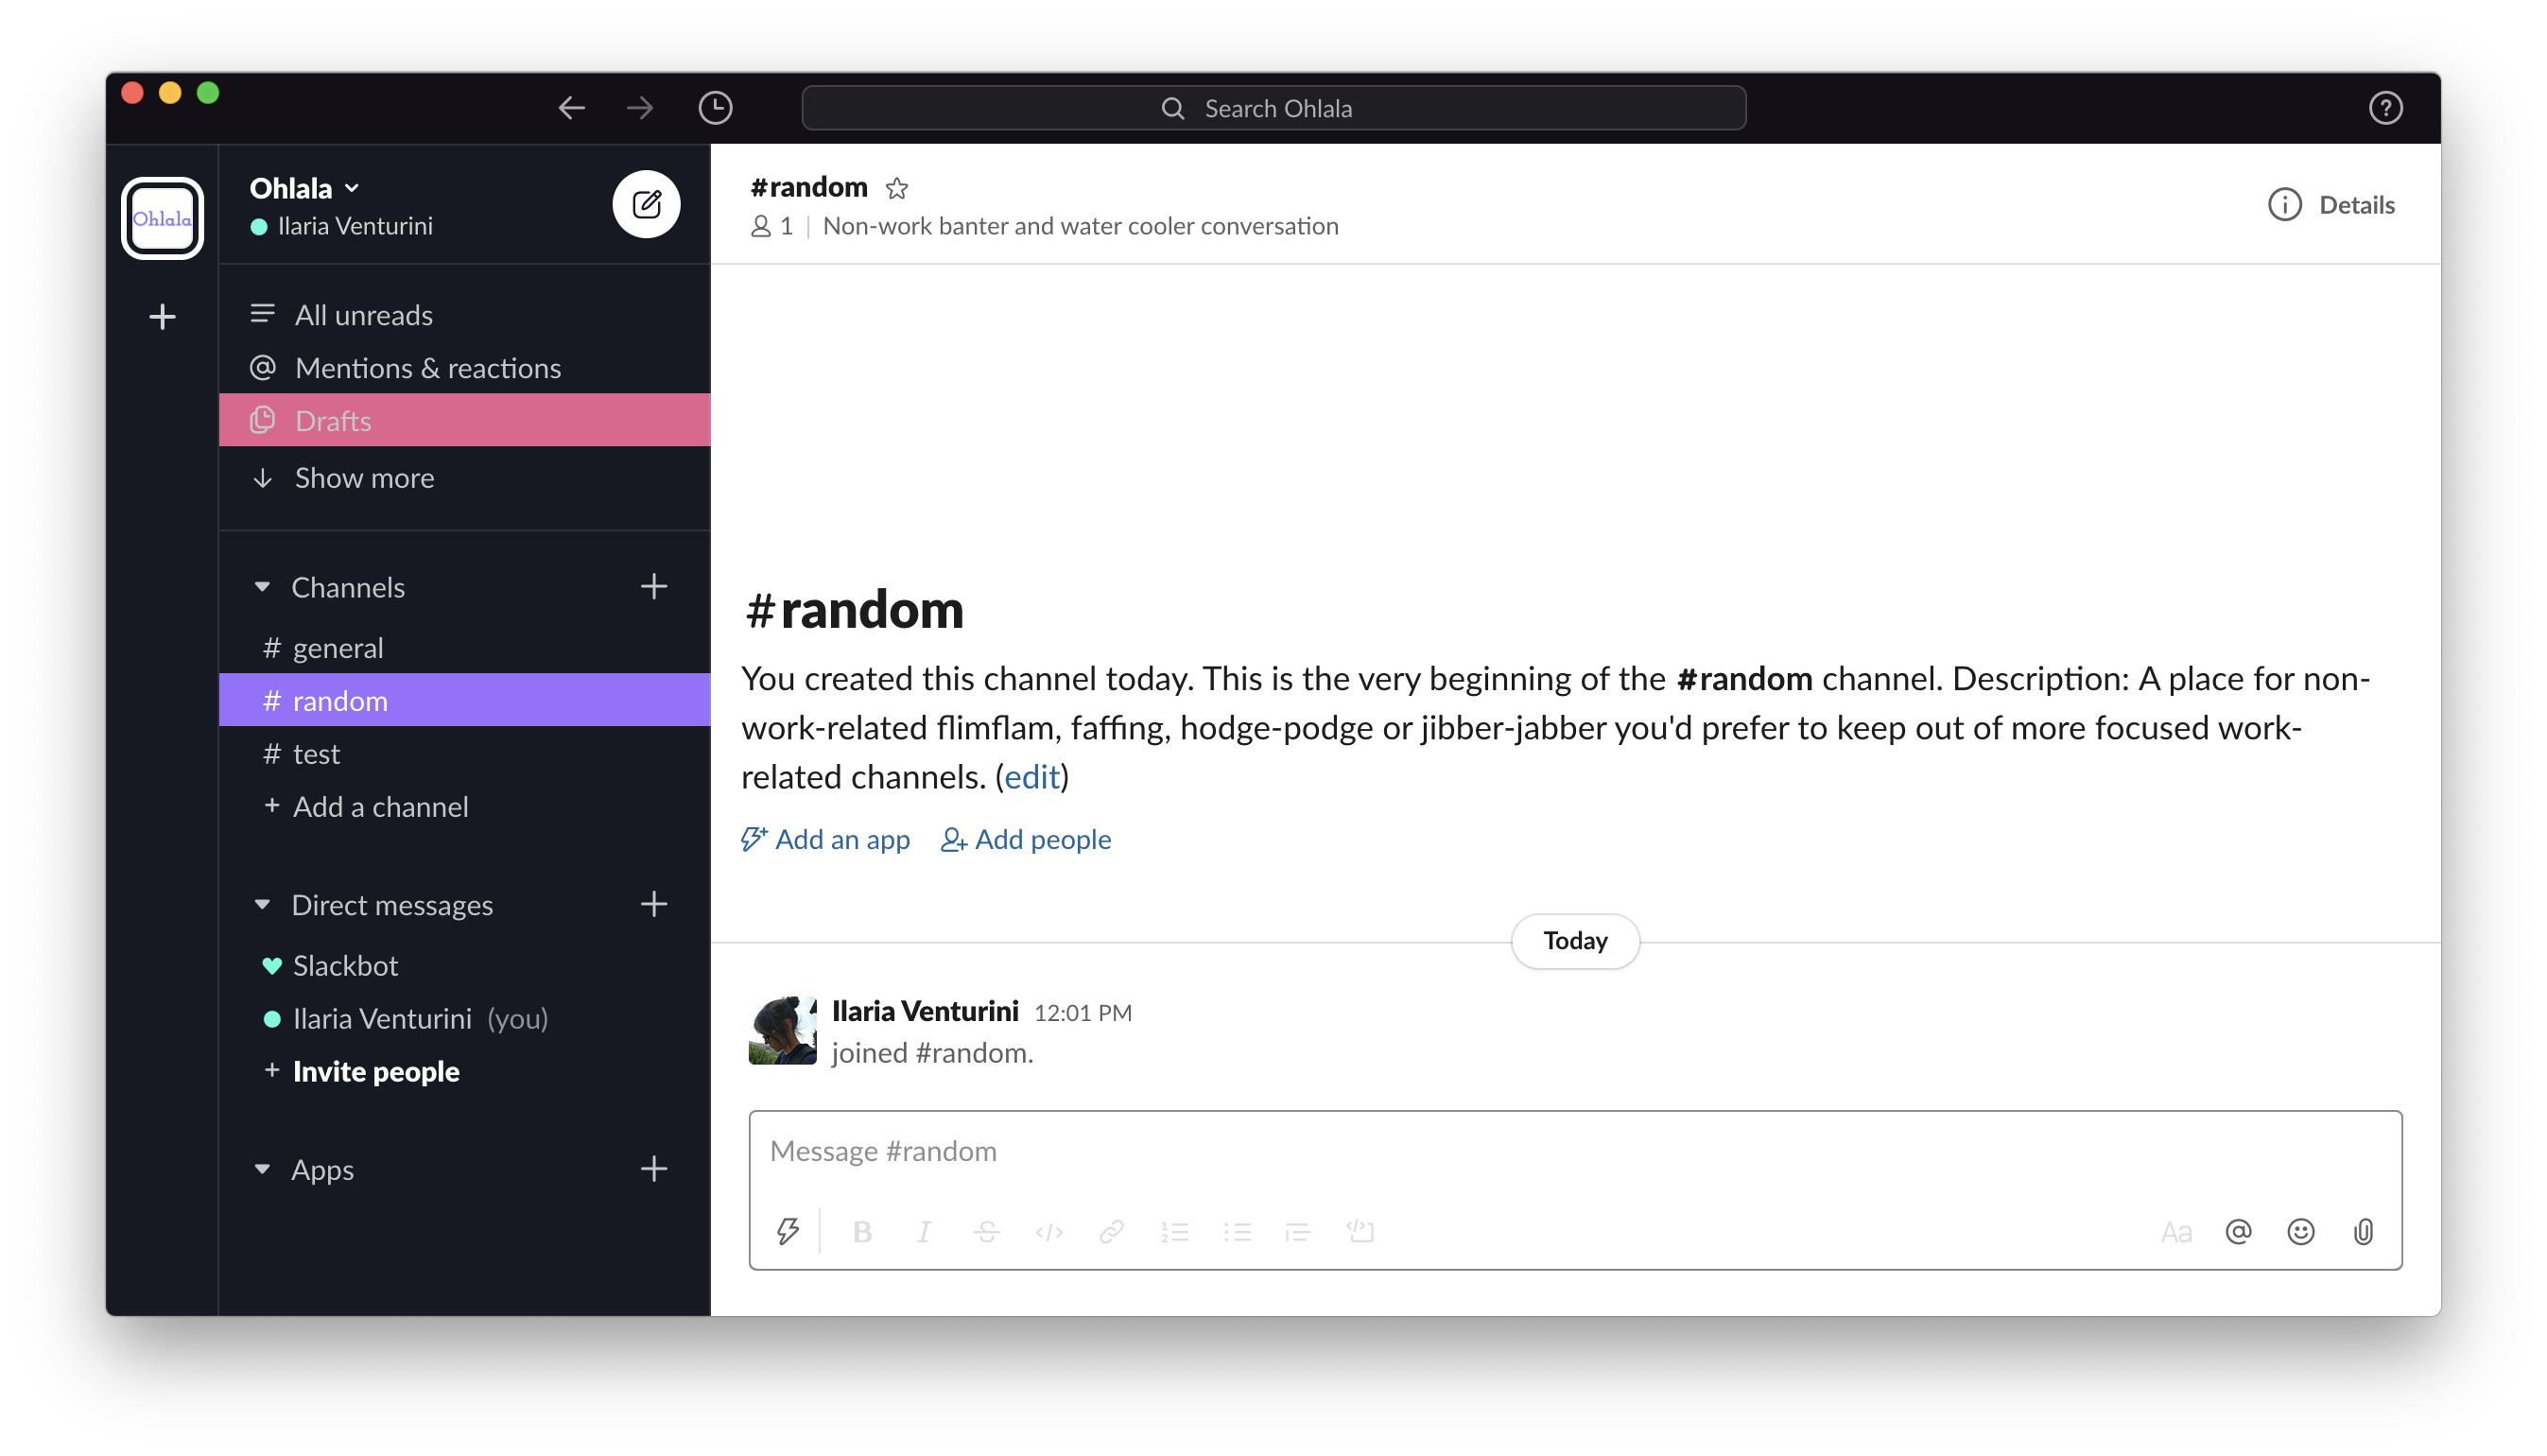 Search Ohlala
Ohlala
Ohlala
Ilaria Venturini
All unreads
Mentions & reactions
Drafts
Show more
Channels
# general
# random
# test
+ Add a channel
Direct messages
Slackbot
Ilaria Venturini (you)
+ Invite people
Apps
#random
1 | Non-work banter and water cooler conversation
Details
#random
You created this channel today. This is the very beginning of the #random channel. Description: A place for non-
work-related flimflam, faffing, hodge-podge or jibber-jabber you'd prefer to keep out of more focused work-
related channels. (edit)
Add an app Add people
Today
Ilaria Venturini 12:01 PM
joined #random.
Message #random
B I S </> Aa @